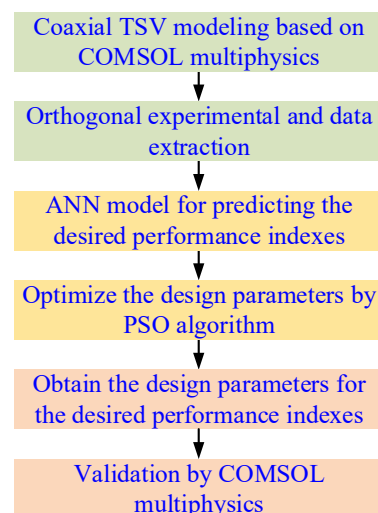 Coaxial TSV modeling based on
COMSOL multiphysics
Orthogonal experimental and data
extraction
ANN model for predicting the
desired performance indexes
Optimize the design parameters by
PSO algorithm
Obtain the design parameters for
the desired performance indexes
Validation by COMSOL
multiphysics